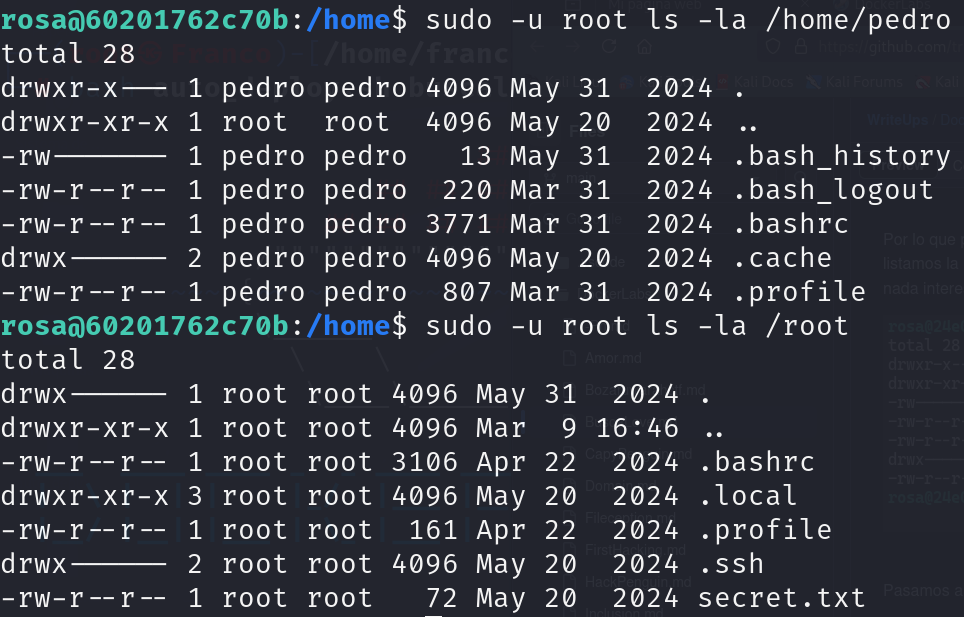 rosa@60201762c70b:/home$ sudo -u root ls -la /home/pedro
total 28
drwxr-x--- 1 pedro pedro 4096 May 31  2024 .
drwxr-xr-x 1 root  root  4096 May 20  2024 ..
-rw------- 1 pedro pedro   13 May 31  2024 .bash_history
-rw-r--r-- 1 pedro pedro  220 Mar 31  2024 .bash_logout
-rw-r--r-- 1 pedro pedro 3771 Mar 31  2024 .bashrc
drwx------ 2 pedro pedro 4096 May 20  2024 .cache
-rw-r--r-- 1 pedro pedro  807 Mar 31  2024 .profile
rosa@60201762c70b:/home$ sudo -u root ls -la /root
total 28
drwx------ 1 root root 4096 May 31  2024 .
drwxr-xr-x 1 root root 4096 Mar  9 16:46 ..
-rw-r--r-- 1 root root 3106 Apr 22  2024 .bashrc
drwxr-xr-x 3 root root 4096 May 20  2024 .local
-rw-r--r-- 1 root root  161 Apr 22  2024 .profile
drwx------ 2 root root 4096 May 20  2024 .ssh
-rw-r--r-- 1 root root   72 May 20  2024 secret.txt